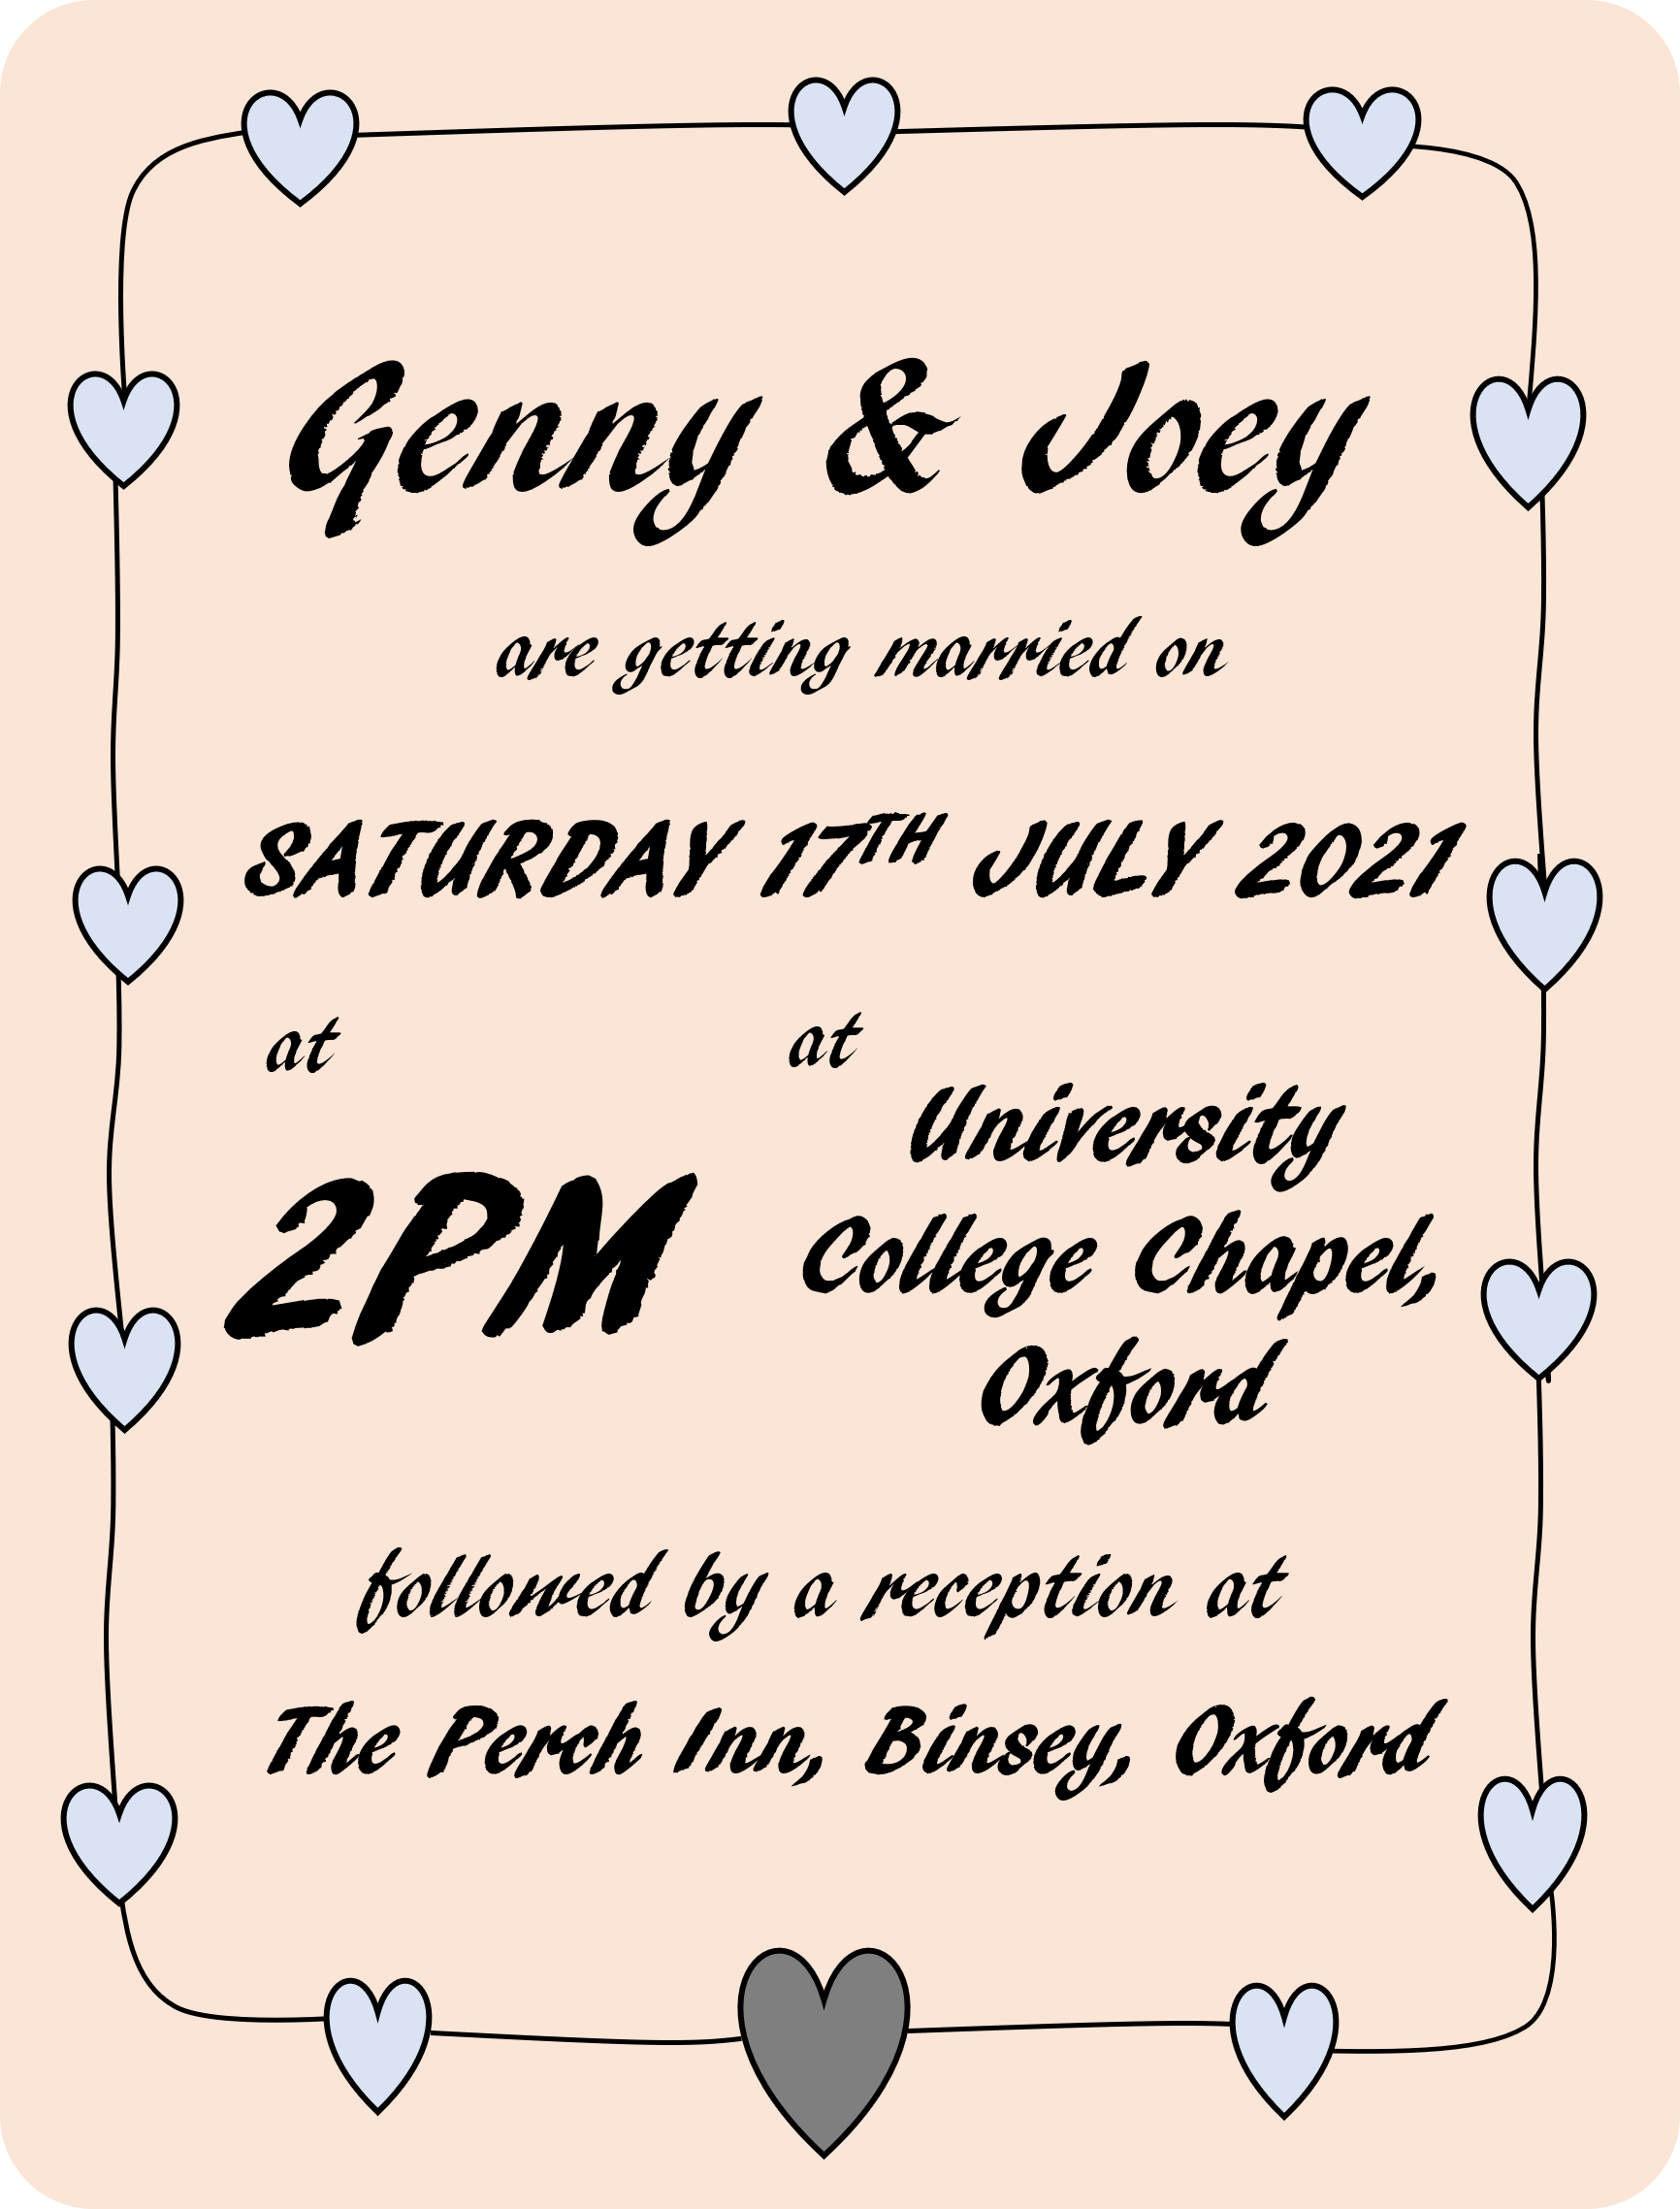 Genny & Joey
are getting married on
SATURDAY 17TH JULY 2021
at
2PM
at
University
College Chapel,
Oxford
followed by a reception at
The Perch Inn, Binsey, Oxford